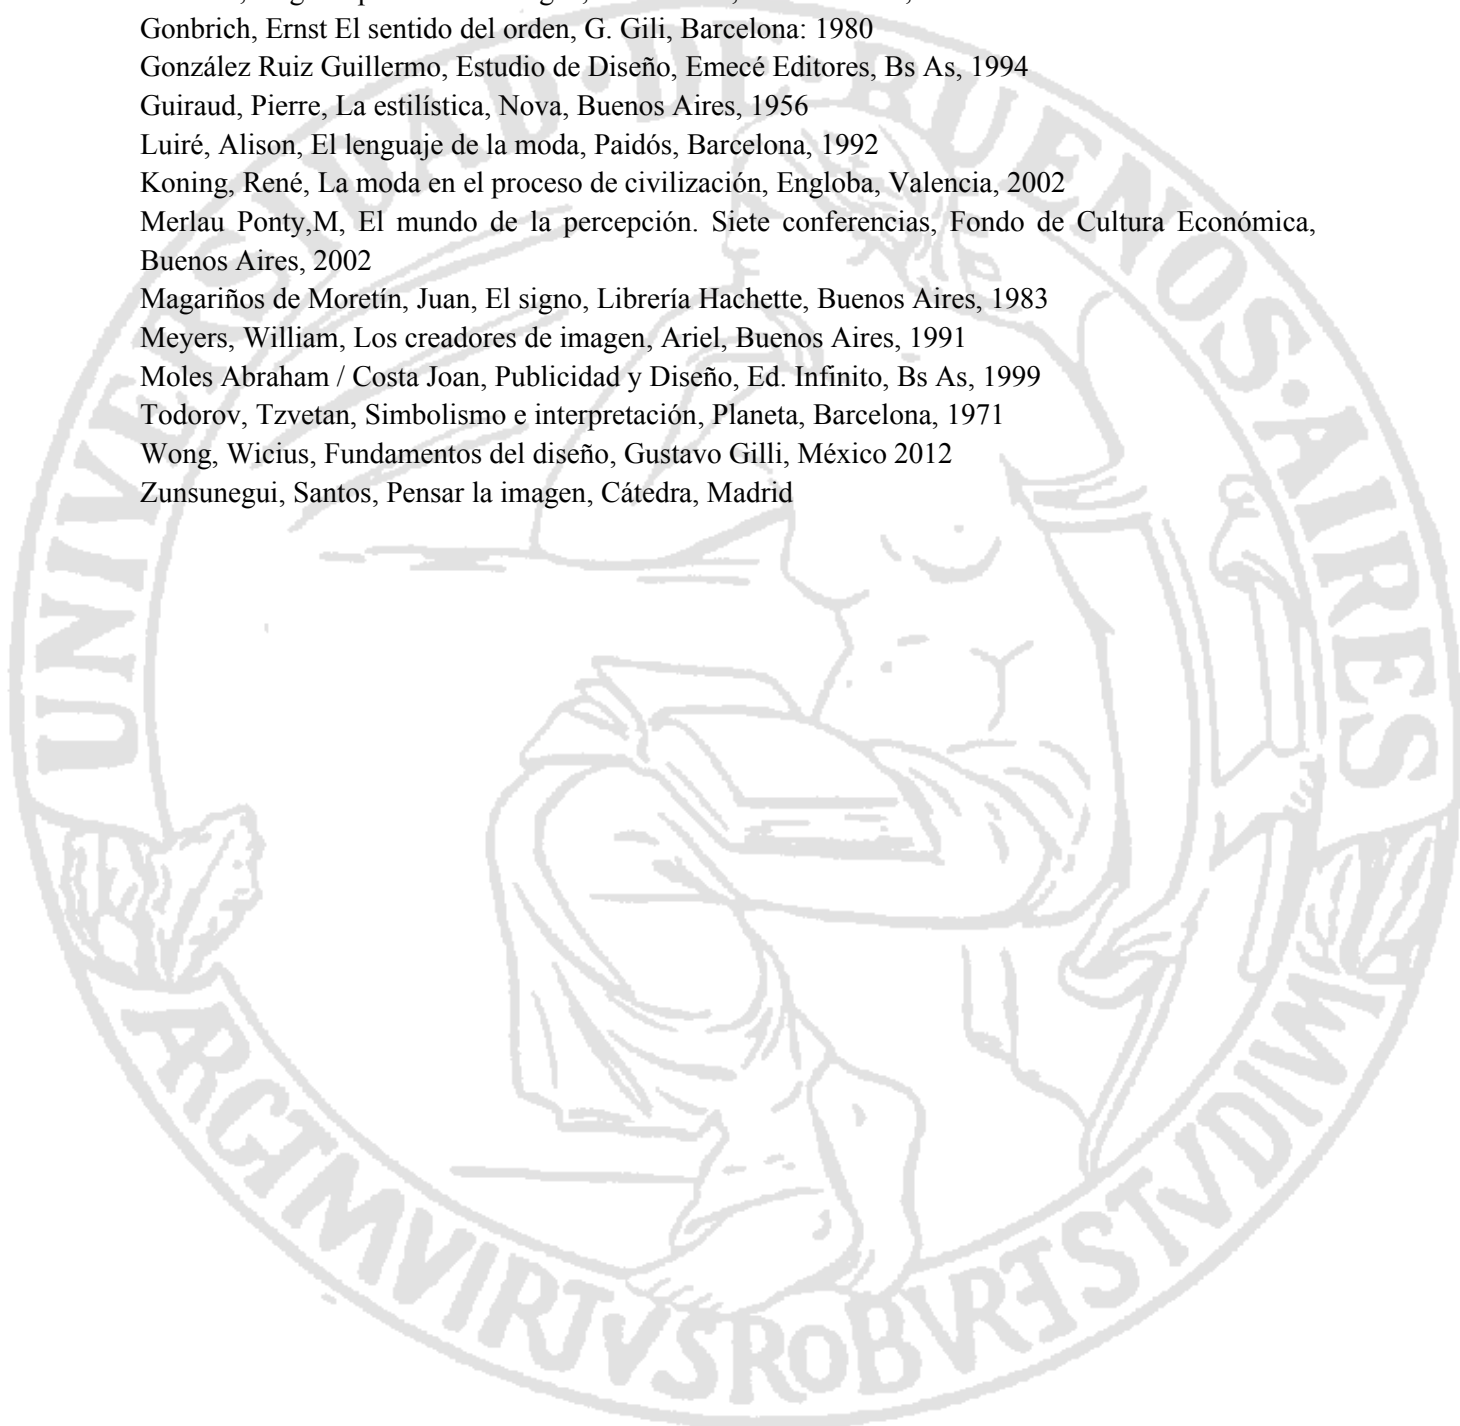 Gonbrich, Ernst El sentido del orden, G. Gili, Barcelona: 1980
González Ruiz Guillermo, Estudio de Diseño, Emecé Editores, Bs As, 1994
Guiraud, Pierre, La estilística, Nova, Buenos Aires, 1956
Luiré, Alison, El lenguaje de la moda, Paidós, Barcelona, 1992
Koning, René, La moda en el proceso de civilización, Engloba, Valencia, 2002
Merlau Ponty,M, El mundo de la percepción. Siete conferencias, Fondo de Cultura Económica,
Buenos Aires, 2002
Magariños de Moretín, Juan, El signo, Librería Hachette, Buenos Aires, 1983
Meyers, William, Los creadores de imagen, Ariel, Buenos Aires, 1991
Moles Abraham / Costa Joan, Publicidad y Diseño, Ed. Infinito, Bs As, 1999
Todorov, Tzvetan, Simbolismo e interpretación, Planeta, Barcelona, 1971
Wong, Wicius, Fundamentos del diseño, Gustavo Gilli, México 2012
Zunsunegui, Santos, Pensar la imagen, Cátedra, Madrid
UNIVERSIDAD·DE·BUENOS·AIRES
ARGTMVIRTVSROBVRETSTVDIVM